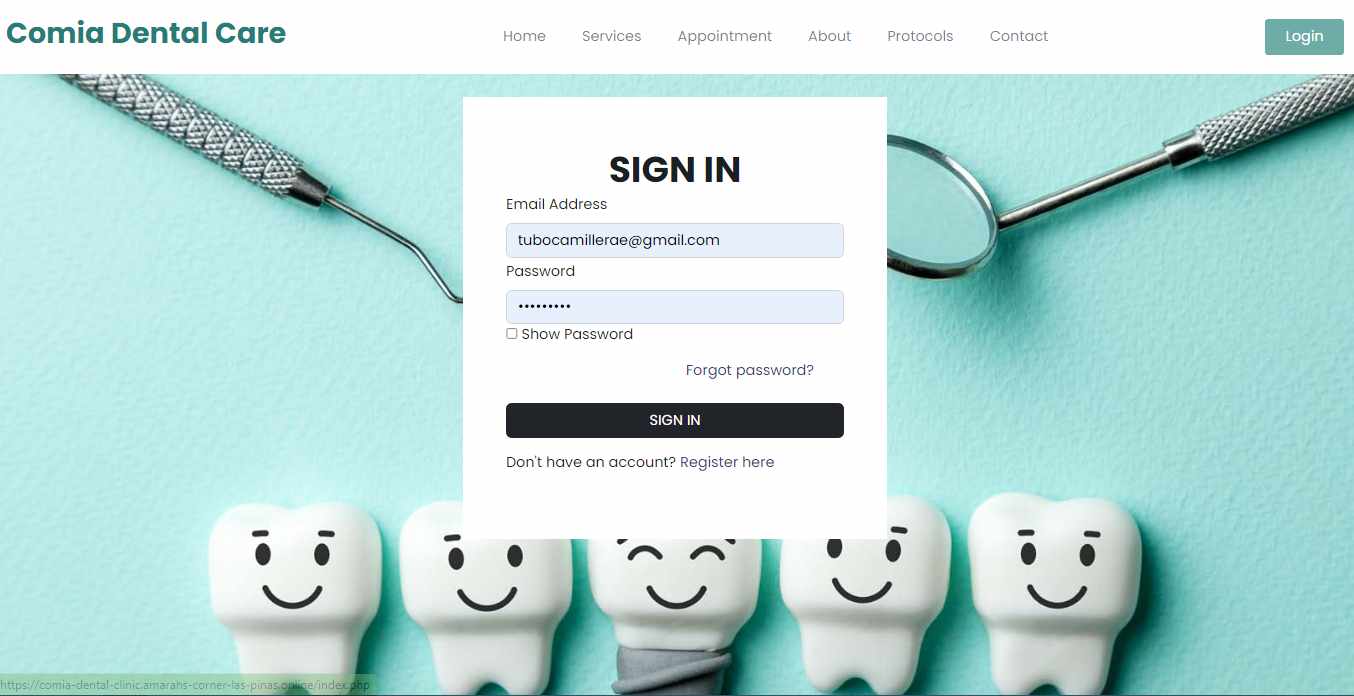 Comia Dental Care
Home Services Appointment About Protocols Contact
Login
SIGN IN
Email Address
tubocamillerae@gmail.com
Password
•••••••••
Show Password
Forgot password?
SIGN IN
Don't have an account? Register here
https://comia-dental-clinic.amarahs-corner-las-pinas.online/index.php